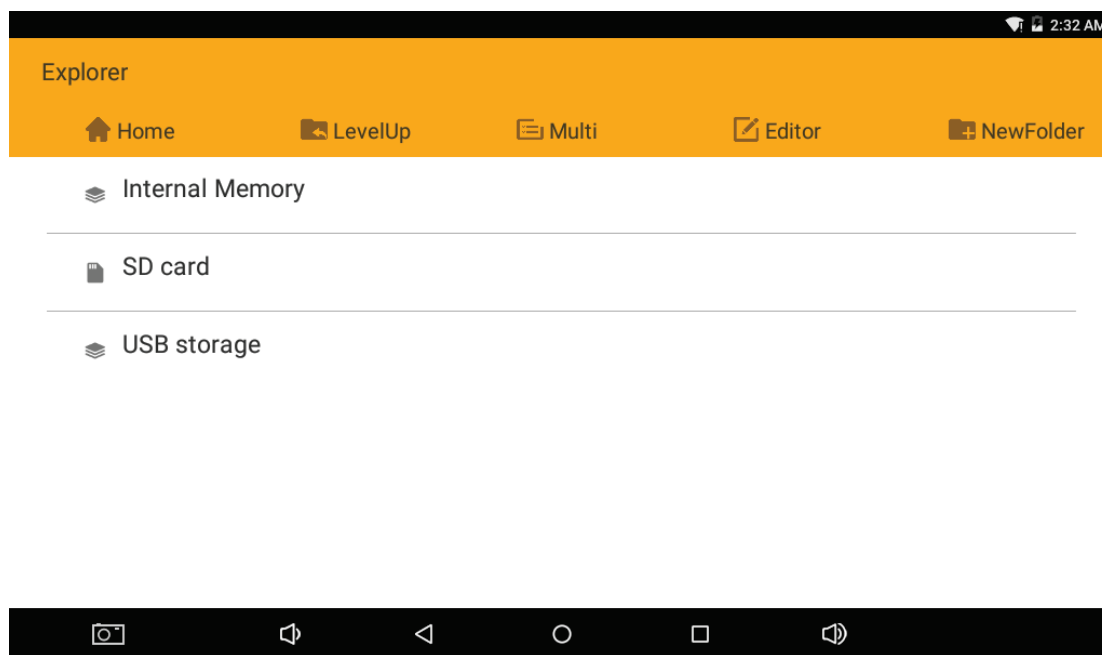 2:32 AM
Explorer
Home LevelUp Multi Editor NewFolder
Internal Memory
SD card
USB storage